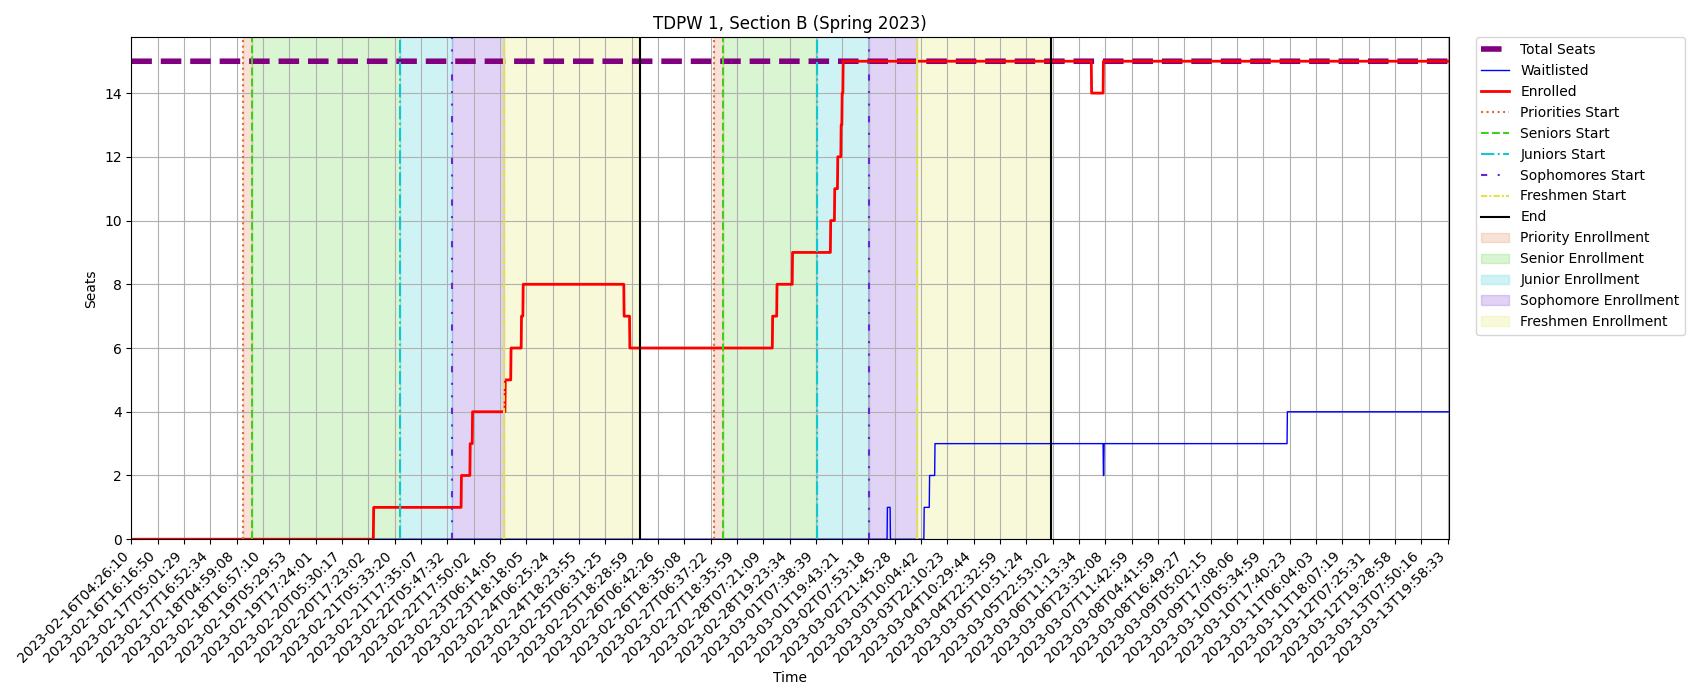 TDPW 1, Section B (Spring 2023)
Seats
14
12
10
8
6
4
2
0
2023-02-16T04:26:10
2023-02-16T16:16:50
2023-02-17T05:01:29
2023-02-17T16:52:34
2023-02-18T04:59:08
2023-02-18T16:57:10
2023-02-19T05:29:53
2023-02-19T17:24:01
2023-02-20T05:30:17
2023-02-20T17:23:02
2023-02-21T05:33:20
2023-02-21T17:35:07
2023-02-22T05:47:32
2023-02-22T17:50:02
2023-02-23T06:14:05
2023-02-23T18:18:05
2023-02-24T06:25:24
2023-02-24T18:23:55
2023-02-25T06:31:25
2023-02-25T18:28:59
2023-02-26T06:42:26
2023-02-26T18:35:08
2023-02-27T06:37:22
2023-02-27T18:35:59
2023-02-28T07:21:09
2023-02-28T19:23:34
2023-03-01T07:38:39
2023-03-01T19:43:21
2023-03-02T07:53:18
2023-03-02T21:45:28
2023-03-03T10:04:42
2023-03-03T22:10:23
2023-03-04T10:29:44
2023-03-04T22:32:59
2023-03-05T10:51:24
2023-03-05T22:53:02
2023-03-06T11:13:34
2023-03-06T23:32:08
2023-03-07T11:42:59
2023-03-08T04:41:59
2023-03-08T16:49:27
2023-03-09T05:02:15
2023-03-09T17:08:06
2023-03-10T05:34:59
2023-03-10T17:40:23
2023-03-11T06:04:03
2023-03-11T18:07:19
2023-03-12T07:25:31
2023-03-12T19:28:58
2023-03-13T07:50:16
2023-03-13T19:58:33
Time
Total Seats
Waitlisted
Enrolled
Priorities Start
Seniors Start
Juniors Start
Sophomores Start
Freshmen Start
End
Priority Enrollment
Senior Enrollment
Junior Enrollment
Sophomore Enrollment
Freshmen Enrollment